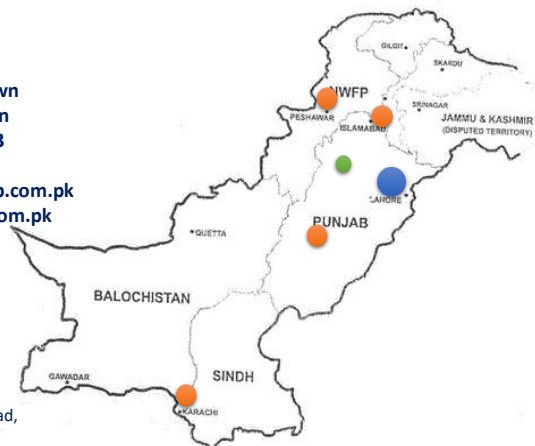 wn
n
3
o.com.pk
om.pk
ad,
GILGIT
SKARDU
NWFP
SRINAGAR
PESHAWAR
ISLAMABAD
JAMMU & KASHMIR
(DISPUTED TERRITORY)
LAHORE
PUNJAB
QUETTA
BALOCHISTAN
SINDH
GAWADAR
KARACHI